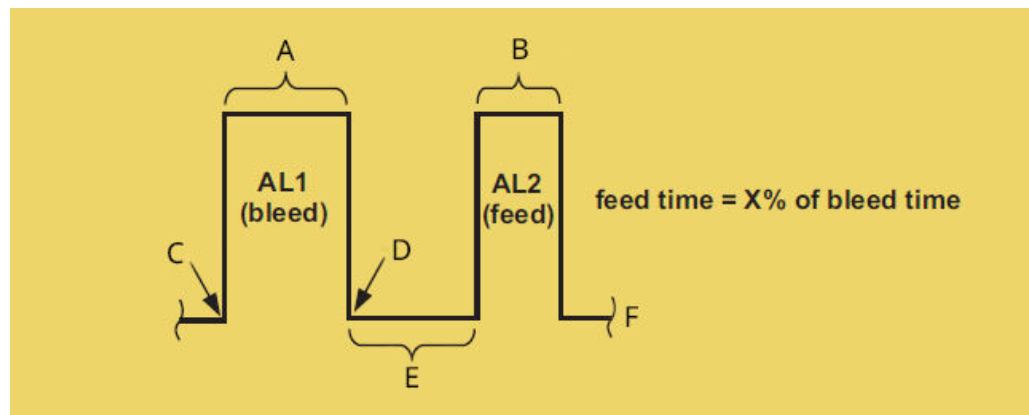 A
B
AL1
(bleed)
AL2
(feed)
feed time = X% of bleed time
C
D
F
E